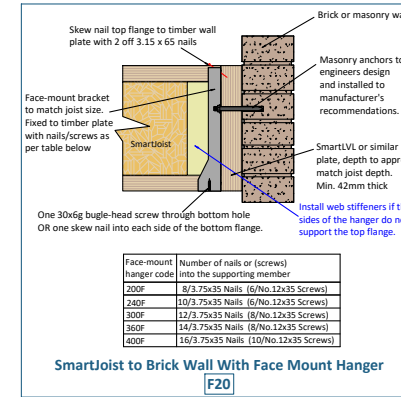 Brick or masonry wa
Skew nail top flange to timber wall
plate with 2 off 3.15 x 65 nails
Masonry anchors to
engineers design
and installed to
manufacturer's
recommendations.
Face-mount bracket
to match joist size.
Fixed to timber plate
with nails/screws as
per table below
SmartJoist
SmartLVL or similar
plate, depth to appr
match joist depth.
Min. 42mm thick
Install web stiffeners if t
sides of the hanger do n
support the top flange.
One 30x6g bugle-head screw through bottom hole
OR one skew nail into each side of the bottom flange.
Face-mount hanger code Number of nails or (screws) into the supporting member
200F 8/3.75x35 Nails (6/No.12x35 Screws)
240F 10/3.75x35 Nails (6/No.12x35 Screws)
300F 12/3.75x35 Nails (8/No.12x35 Screws)
360F 14/3.75x35 Nails (8/No.12x35 Screws)
400F 16/3.75x35 Nails (10/No.12x35 Screws)
SmartJoist to Brick Wall With Face Mount Hanger
F20